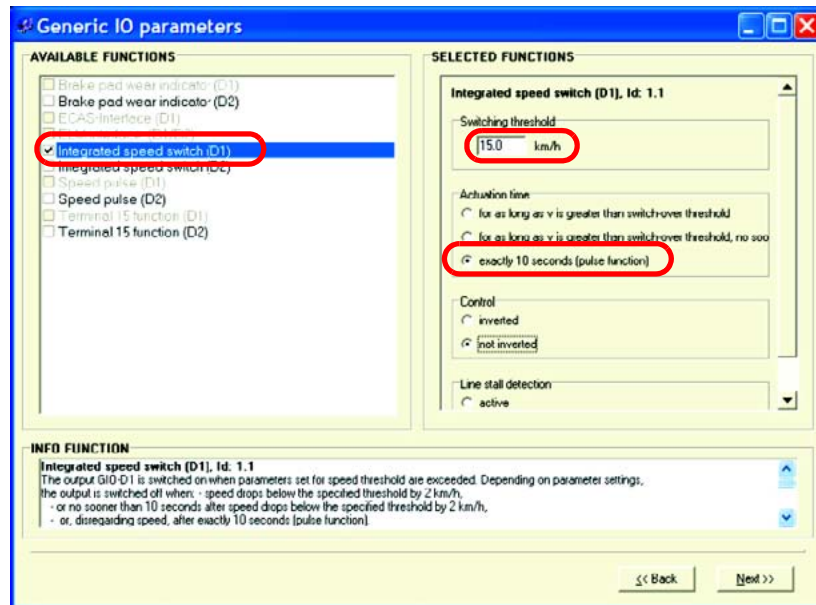 Generic IO parameters
AVAILABLE FUNCTIONS
Brake pad wear indicator (D1)
Brake pad wear indicator (D2)
ECAS-Interface (D1)
Integrated speed switch (D1)
Integrated speed switch (D2)
Speed pulse (D1)
Speed pulse (D2)
Terminal 15 function (D1)
Terminal 15 function (D2)
SELECTED FUNCTIONS
Integrated speed switch (D1), Id: 1.1
Switching threshold
15.0 km/h
Actuation time
for as long as v is greater than switch-over threshold
for as long as v is greater than switch-over threshold, no soo
exactly 10 seconds (pulse function)
Control
inverted
not inverted
Line stall detection
active
INFO FUNCTION
Integrated speed switch (D1), Id: 1.1
The output GIO-D1 is switched on when parameters set for speed threshold are exceeded. Depending on parameter settings,
the output is switched off when: - speed drops below the specified threshold by 2 km/h,
- or no sooner than 10 seconds after speed drops below the specified threshold by 2 km/h,
- or, disregarding speed, after exactly 10 seconds (pulse function).
<< Back
Next >>